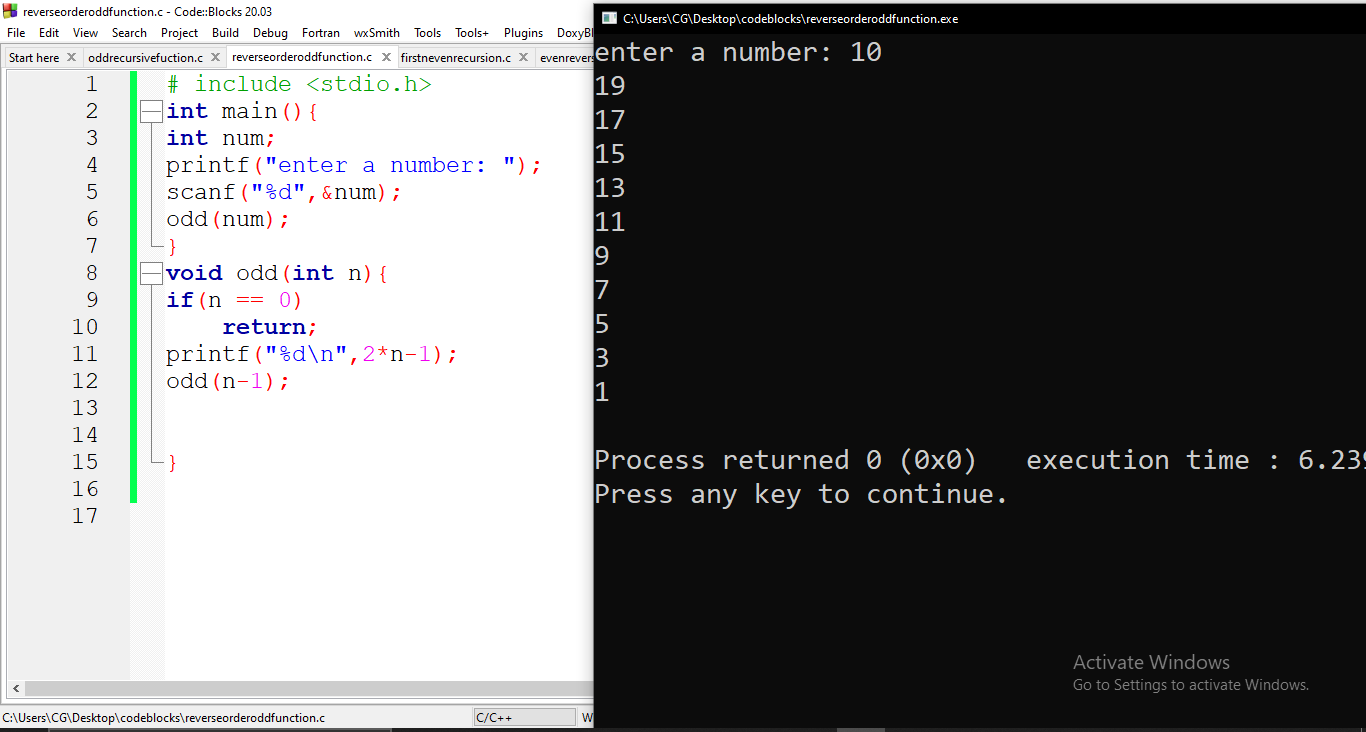 reverseorderoddfunction.c - Code::Blocks 20.03
File Edit View Search Project Build Debug Fortran wxSmith Tools Tools+ Plugins DoxyBl
Start here oddrecursivefuction.c reverseorderoddfunction.c firstnevenrecursion.c evenrevers
1 # include <stdio.h>
2 int main(){
3 int num;
4 printf("enter a number: ");
5 scanf("%d",&num);
6 odd(num);
7 }
8 void odd(int n){
9 if(n == 0)
10 return;
11 printf("%d\n",2*n-1);
12 odd(n-1);
13
14
15 }
16
17
C:\Users\CG\Desktop\codeblocks\reverseorderoddfunction.c C/C++ W
C:\Users\CG\Desktop\codeblocks\reverseorderoddfunction.exe
enter a number: 10
19
17
15
13
11
9
7
5
3
1
Process returned 0 (0x0) execution time : 6.239
Press any key to continue.
Activate Windows
Go to Settings to activate Windows.